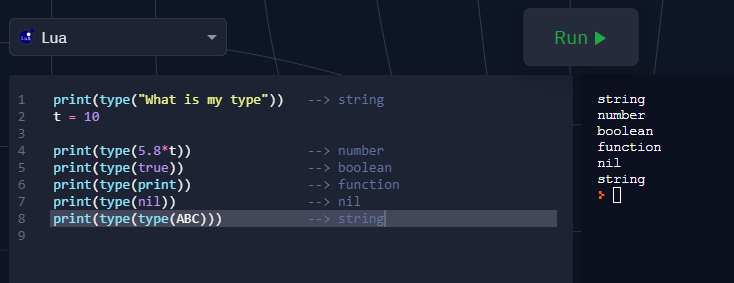 Lua
Run
1 print(type("What is my type")) --> string
2 t = 10
3
4 print(type(5.8*t)) --> number
5 print(type(true)) --> boolean
6 print(type(print)) --> function
7 print(type(nil)) --> nil
8 print(type(type(ABC))) --> string
9
string
number
boolean
function
nil
string